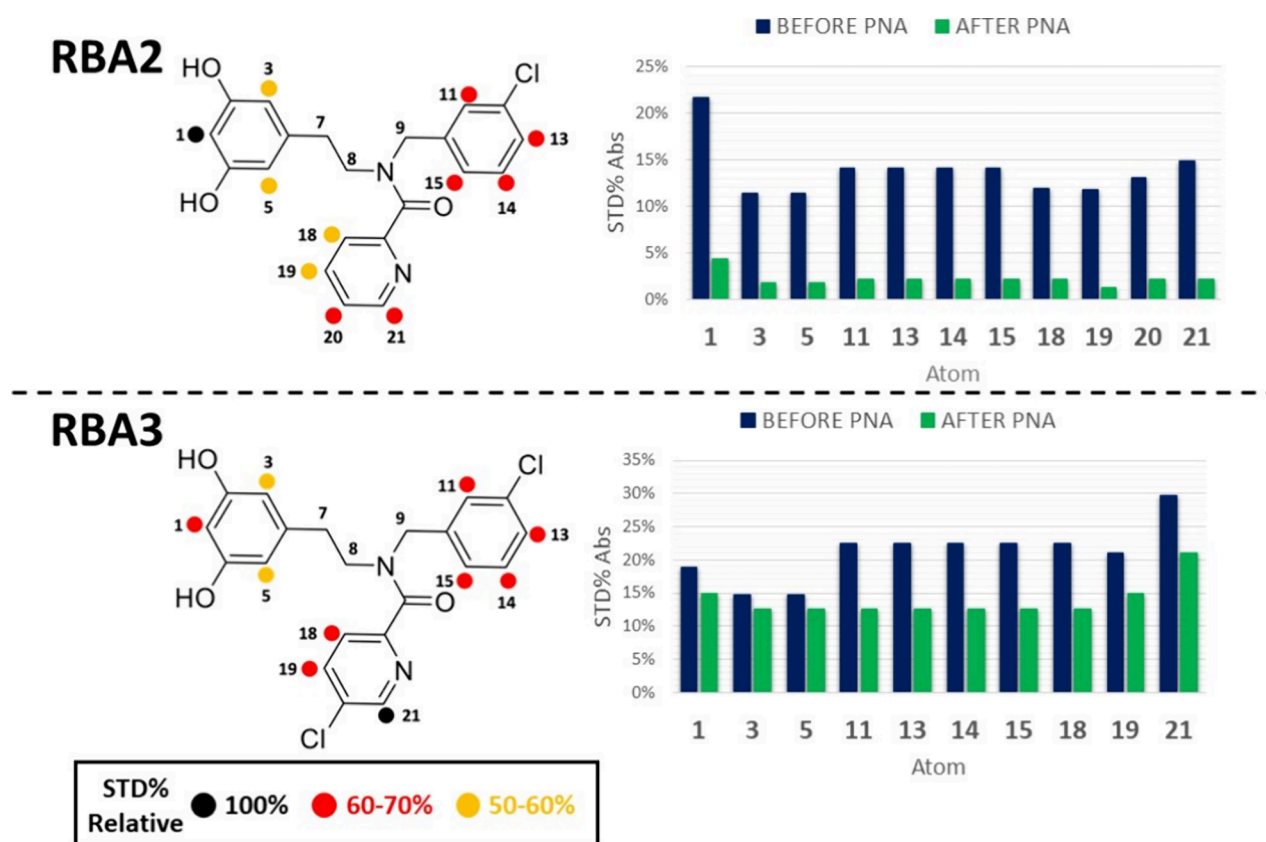 RBA2
HO
3
Cl
11
1
7
9
13
8
N
15
14
HO
5
O
18
19
N
20
21
BEFORE PNA AFTER PNA
25%
20%
15%
10%
5%
0%
STD% Abs
1 3 5 11 13 14 15 18 19 20 21
Atom
RBA3
HO
3
Cl
11
1
7
9
13
8
N
15
14
HO
5
O
18
19
N
21
Cl
BEFORE PNA AFTER PNA
35%
30%
25%
20%
15%
10%
5%
0%
STD% Abs
1 3 5 11 13 14 15 18 19 21
Atom
STD%
Relative
100% 60-70% 50-60%